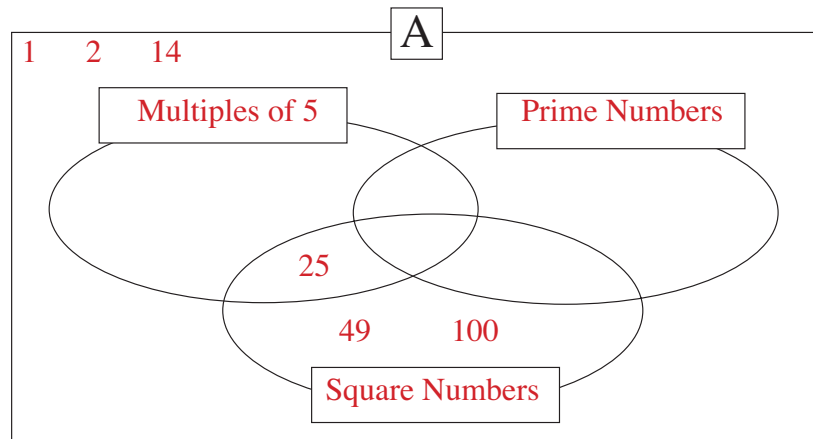 A
1 2 14
Multiples of 5
Prime Numbers
25
49 100
Square Numbers